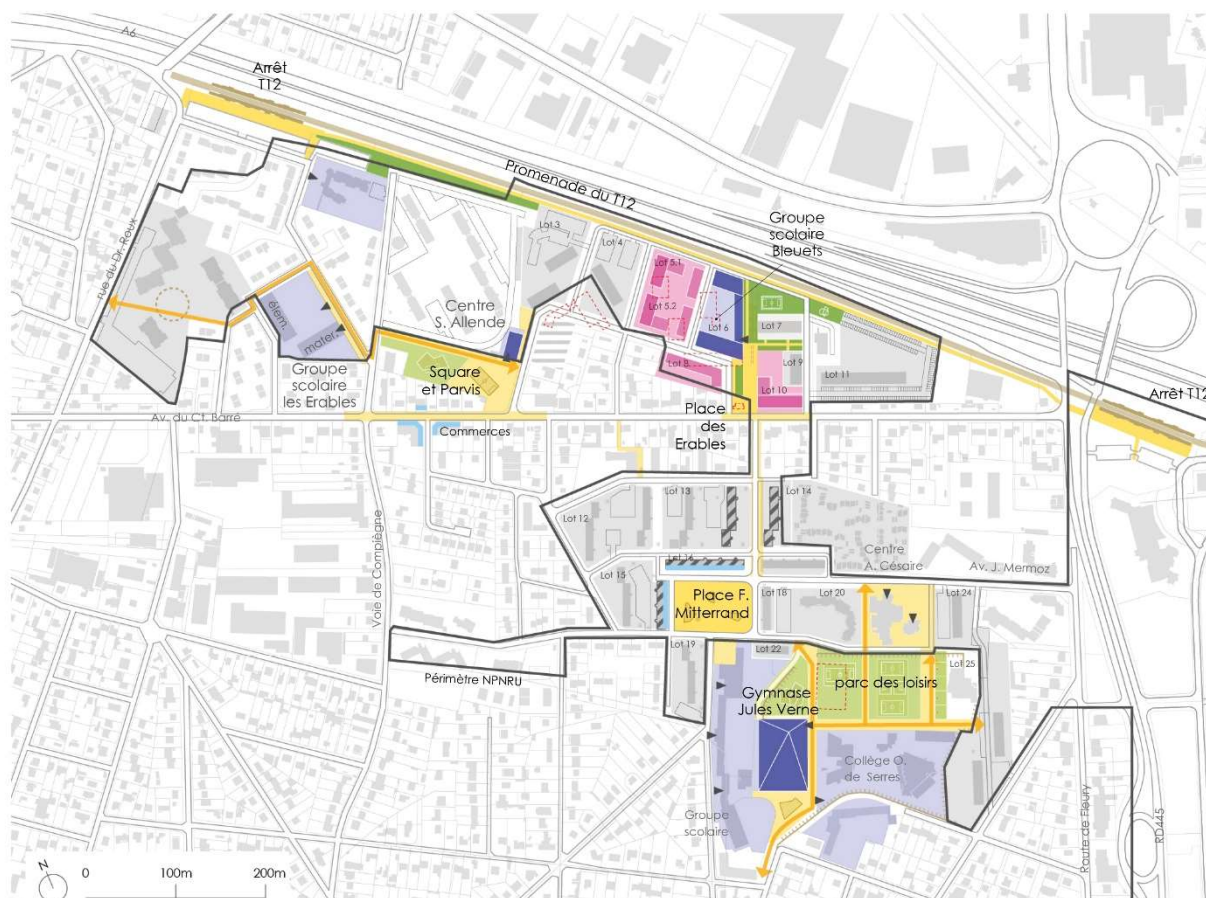 A6
Arrêt
T12
Promenade du T12
Groupe
scolaire
Bleuets
rue du Dr. Roux
Lot 3
Lot 4
Lot 5.1
Lot 5.2
Lot 6
Lot 7
Lot 8
Lot 9
Lot 10
Lot 11
Centre
S. Allende
élém.
mater.
Groupe scolaire
les Erables
Square
et Parvis
Arrêt T12
Av. du Ct. Barré
Commerces
Place
des
Erables
Lot 12
Lot 13
Lot 14
Voie de Compiègne
Centre
A. Césaire
Av. J. Mermoz
Lot 15
Lot 16
Place F.
Mitterrand
Lot 18
Lot 20
Lot 24
Lot 19
Lot 22
Lot 25
Périmètre NPNRU
Gymnase
Jules Verne
parc des loisirs
Collège O.
de Serres
Groupe
scolaire
Route de Fleury
RD445
N
0
100m
200m